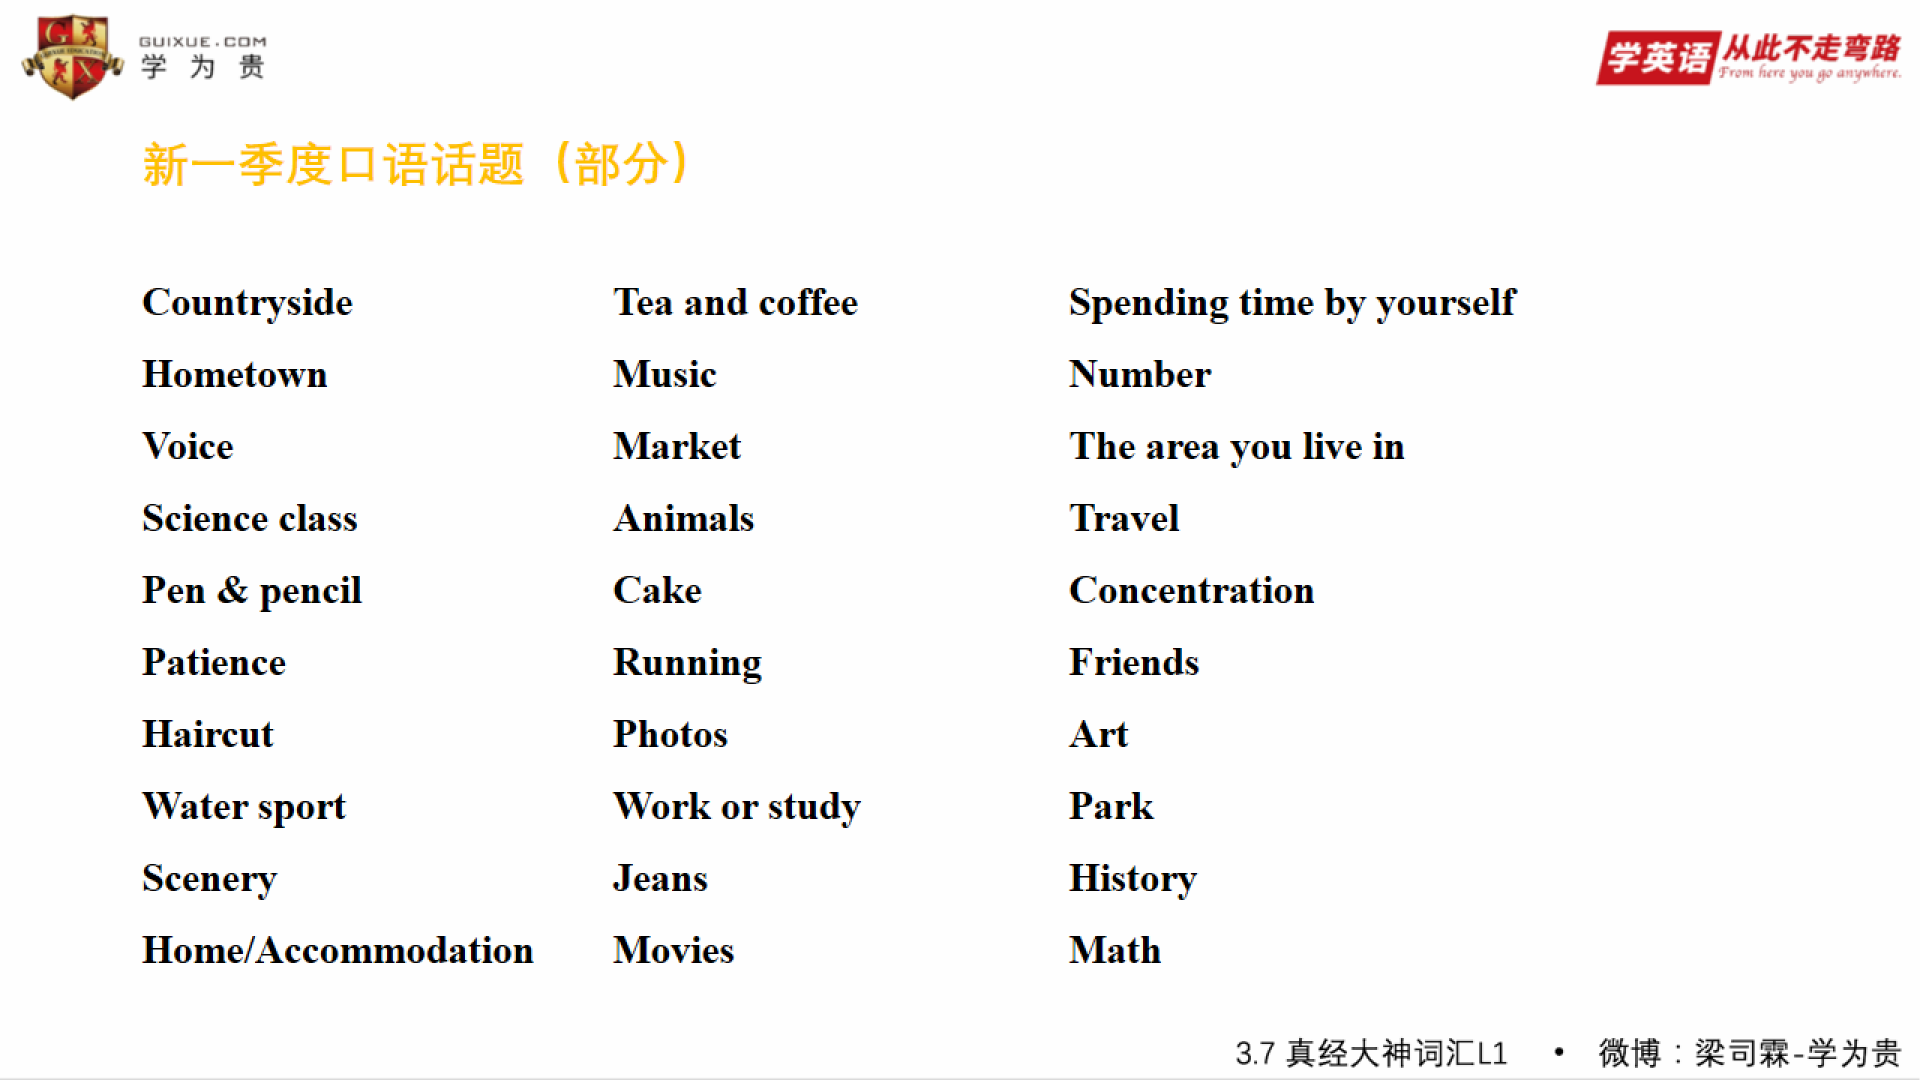 GUIXUE.COM
学为贵
学英语 从此不走弯路
From here you go anywhere.
新一季度口语话题（部分）
Countryside
Hometown
Voice
Science class
Pen & pencil
Patience
Haircut
Water sport
Scenery
Home/Accommodation
Tea and coffee
Music
Market
Animals
Cake
Running
Photos
Work or study
Jeans
Movies
Spending time by yourself
Number
The area you live in
Travel
Concentration
Friends
Art
Park
History
Math
3.7 真经大神词汇L1 • 微博：梁司霖-学为贵